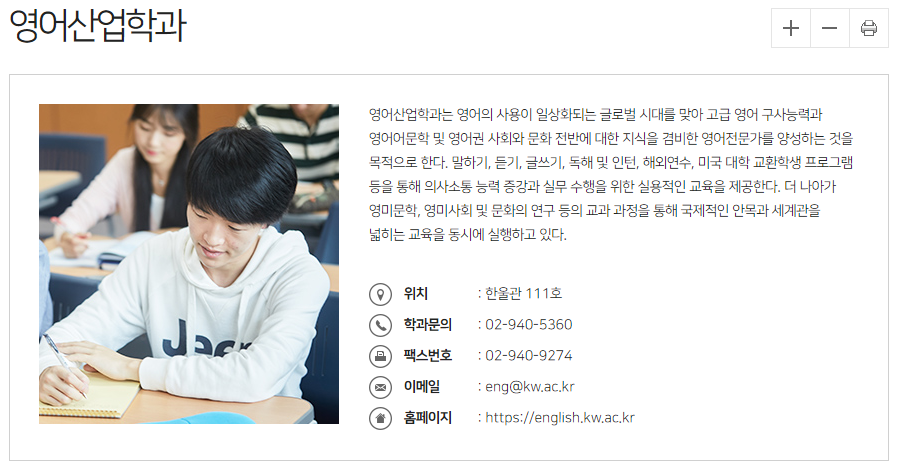 영어산업학과
영어산업학과는 영어의 사용이 일상화되는 글로벌 시대를 맞아 고급 영어 구사능력과
영어어문학 및 영어권 사회와 문화 전반에 대한 지식을 겸비한 영어전문가를 양성하는 것을
목적으로 한다. 말하기, 듣기, 글쓰기, 독해 및 인턴, 해외연수, 미국 대학 교환학생 프로그램
등을 통해 의사소통 능력 증강과 실무 수행을 위한 실용적인 교육을 제공한다. 더 나아가
영미문학, 영미사회 및 문화의 연구 등의 교과 과정을 통해 국제적인 안목과 세계관을
넓히는 교육을 동시에 실행하고 있다.
위치 : 한울관 111호
학과문의 : 02-940-5360
팩스번호 : 02-940-9274
이메일 : eng@kw.ac.kr
홈페이지 : https://english.kw.ac.kr